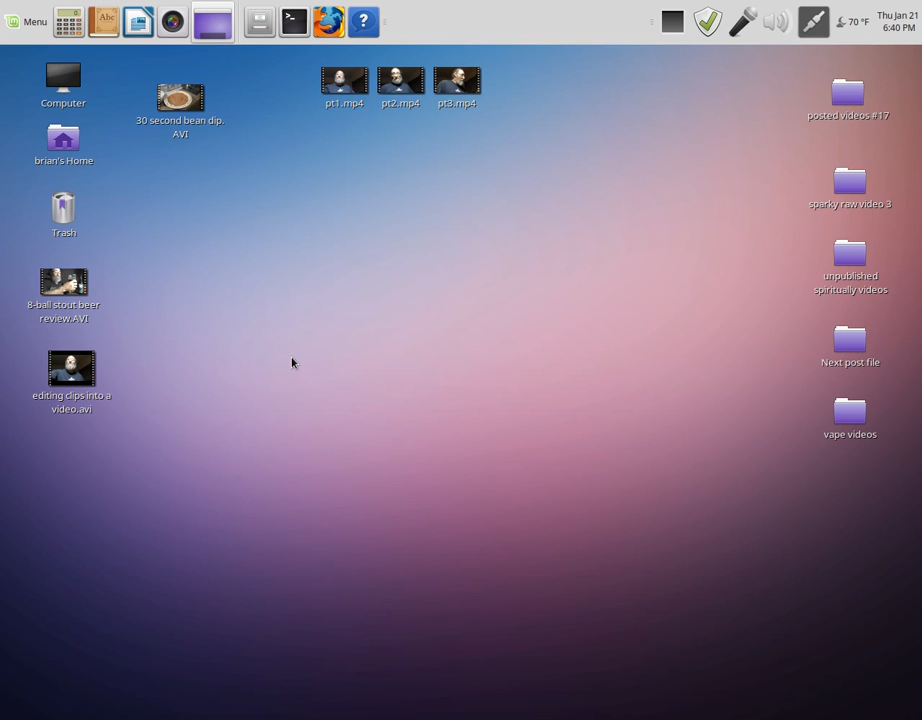 Menu
Abc
70 °F
Thu Jan 21
6:40 PM
Computer
30 second bean dip.
AVI
pt1.mp4
pt2.mp4
pt3.mp4
posted videos #17
brian's Home
Trash
sparky raw video 3
8-ball stout beer
review.AVI
unpublished
spiritually videos
editing clips into a
video.avi
Next post file
vape videos